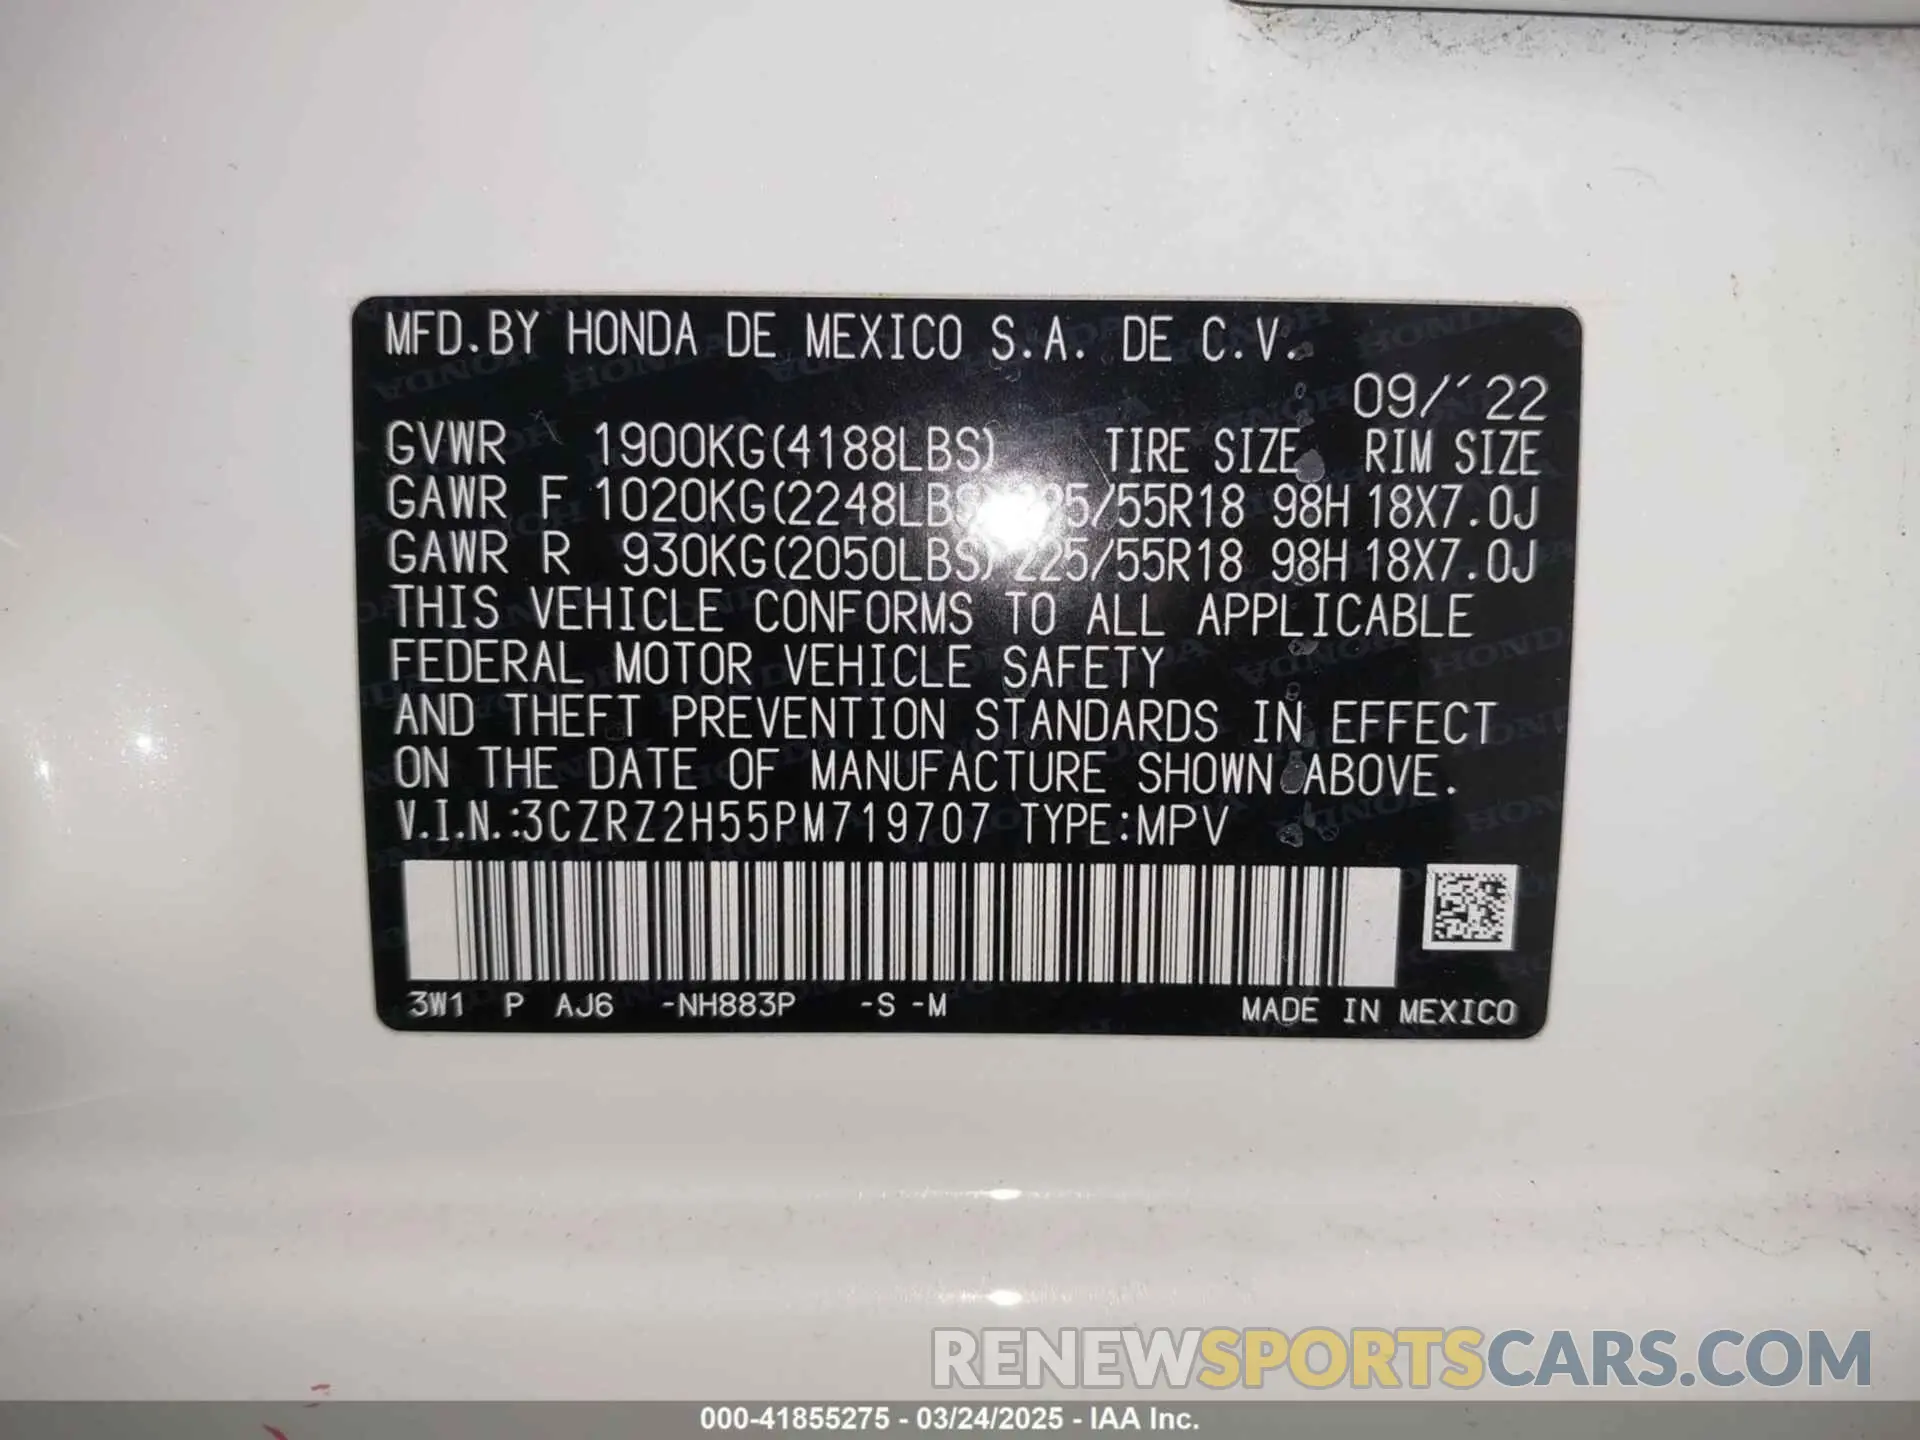 MFD.BY HONDA DE MEXICO S.A. DE C.V.
09/´22
GVWR 1900KG(4188LBS) TIRE SIZE RIM SIZE
GAWR F 1020KG(2248LBS) 225/55R18 98H 18X7.0J
GAWR R 930KG(2050LBS) 225/55R18 98H 18X7.0J
THIS VEHICLE CONFORMS TO ALL APPLICABLE
FEDERAL MOTOR VEHICLE SAFETY
AND THEFT PREVENTION STANDARDS IN EFFECT
ON THE DATE OF MANUFACTURE SHOWN ABOVE.
V.I.N.:3CZRZ2H55PM719707 TYPE:MPV
3W1 P AJ6 -NH883P -S -M MADE IN MEXICO
RENEWSPORTSCARS.COM
000-41855275 - 03/24/2025 - IAA Inc.